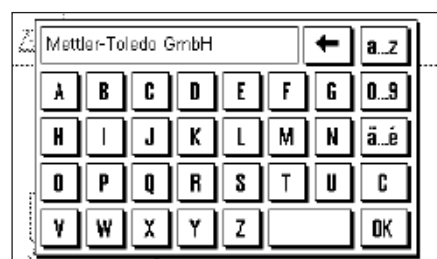 Mettler-Toledo GmbH ← a...z
A B C D E F G 0...9
H I J K L M N ä...é
O P Q R S T U C
V W X Y Z OK